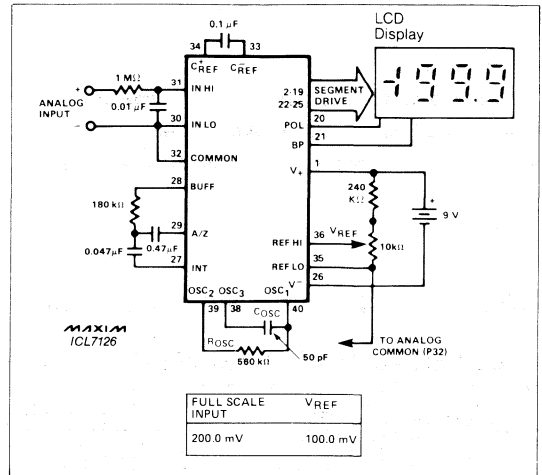 LCD
Display
0.1 µF
34 33
C+REF C-REF
1 MΩ
31
IN HI
+
ANALOG
INPUT
-
0.01 µF
30
IN LO
32
COMMON
2-19
22-25
SEGMENT
DRIVE
-199.9
20
POL
21
BP
1
V+
28
BUFF
180 kΩ
29
A/Z
0.047µF
0.47µF
27
INT
240
KΩ
+
9 V
36
REF HI
VREF
10kΩ
35
REF LO
26
V-
OSC2 OSC3 OSC1
39 38 40
COSC
ROSC
50 pF
560 kΩ
MAXIM
ICL7126
TO ANALOG
COMMON (P32)
FULL SCALE
INPUT
VREF
200.0 mV 100.0 mV